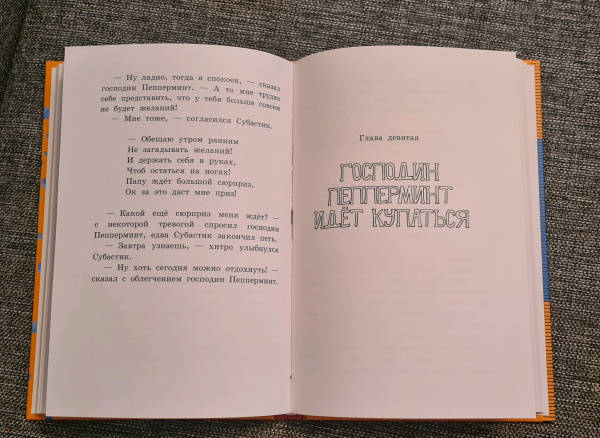 — Ну ладно, тогда я спокоен, — сказал
господин Пепперминт. — А то мне трудно
себе представить, что у тебя больше совсем
не будет желаний!
— Мне тоже, — согласился Субастик.
— Обещаю утром ранним
Не загадывать желаний!
И держать себя в руках,
Чтоб остаться на ногах!
Папу ждёт большой сюрприз,
Он за это даст мне приз!
— Какой ещё сюрприз меня ждёт? —
с некоторой тревогой спросил господин
Пепперминт, едва Субастик закончил петь.
— Завтра узнаешь, — хитро улыбнулся
Субастик.
— Ну хоть сегодня можно отдохнуть! —
сказал с облегчением господин Пепперминт.
Глава девятая
ГОСПОДИН
ПЕППЕРМИНТ
ИДЁТ КУПАТЬСЯ